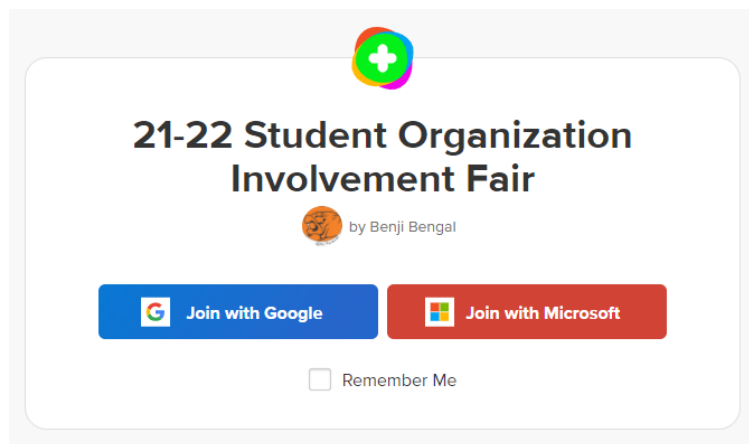 21-22 Student Organization
Involvement Fair
by Benji Bengal
Join with Google
Join with Microsoft
Remember Me